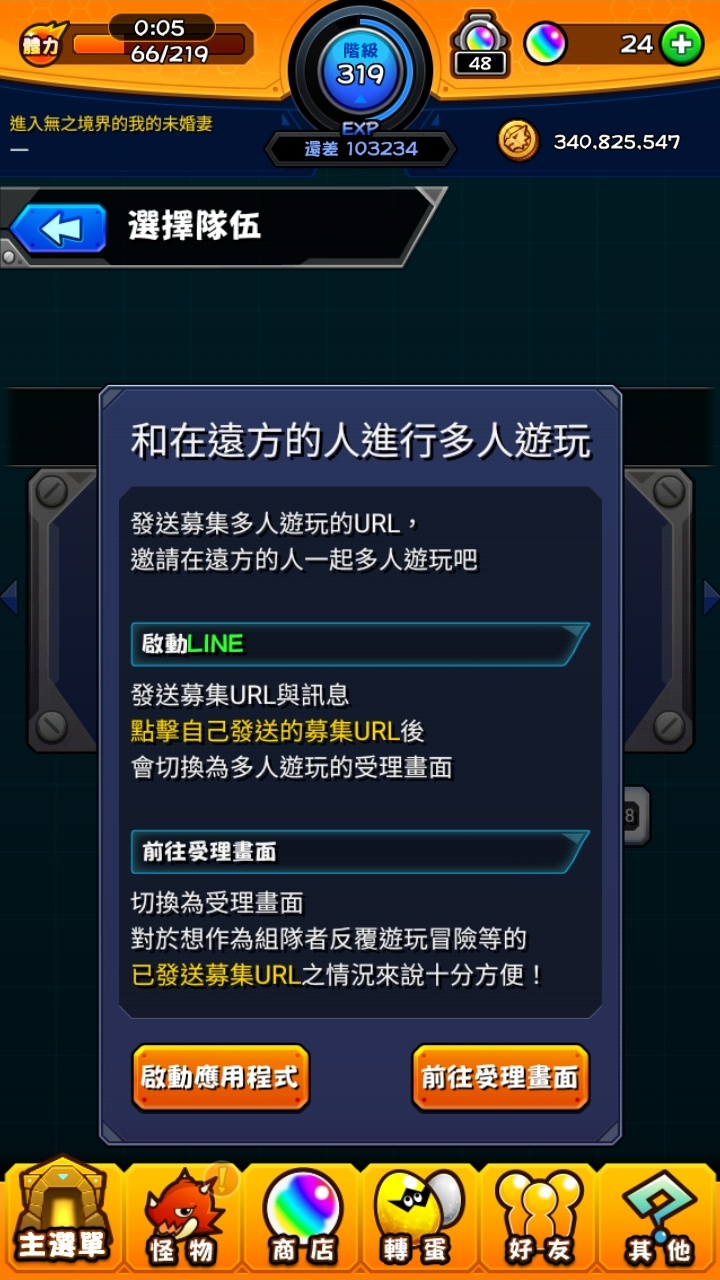 體力
0:05
66/219
階級
319
EXP
還差 103234
48
24
進入無之境界的我的未婚妻
一
340,825,547
選擇隊伍
和在遠方的人進行多人遊玩
發送募集多人遊玩的URL，
邀請在遠方的人一起多人遊玩吧
啟動LINE
發送募集URL與訊息
點擊自己發送的募集URL後
會切換為多人遊玩的受理畫面
8
前往受理畫面
切換為受理畫面
對於想作為組隊者反覆遊玩冒險等的
已發送募集URL之情況來說十分方便！
啟動應用程式
前往受理畫面
主選單
怪物
商店
轉蛋
好友
其他